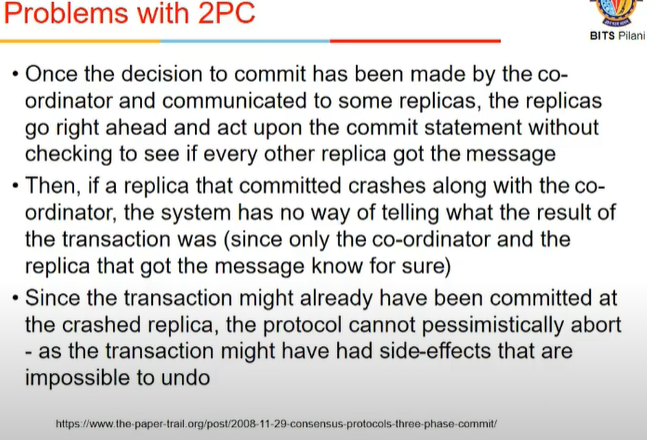 Problems with 2PC
BITS Pilani
• Once the decision to commit has been made by the co-
ordinator and communicated to some replicas, the replicas
go right ahead and act upon the commit statement without
checking to see if every other replica got the message
• Then, if a replica that committed crashes along with the co-
ordinator, the system has no way of telling what the result of
the transaction was (since only the co-ordinator and the
replica that got the message know for sure)
• Since the transaction might already have been committed at
the crashed replica, the protocol cannot pessimistically abort
- as the transaction might have had side-effects that are
impossible to undo
https://www.the-paper-trail.org/post/2008-11-29-consensus-protocols-three-phase-commit/